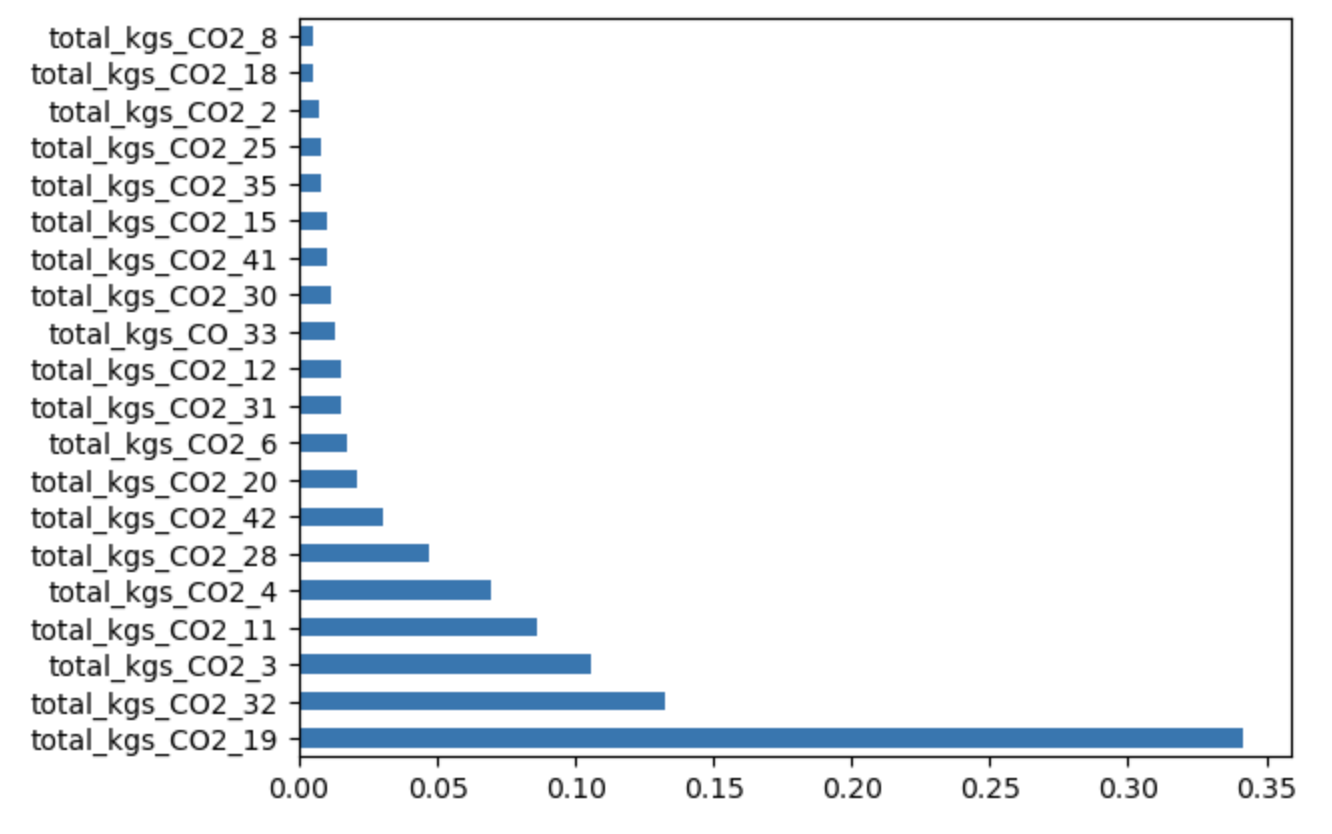 total_kgs_CO2_8
total_kgs_CO2_18
total_kgs_CO2_2
total_kgs_CO2_25
total_kgs_CO2_35
total_kgs_CO2_15
total_kgs_CO2_41
total_kgs_CO2_30
total_kgs_CO_33
total_kgs_CO2_12
total_kgs_CO2_31
total_kgs_CO2_6
total_kgs_CO2_20
total_kgs_CO2_42
total_kgs_CO2_28
total_kgs_CO2_4
total_kgs_CO2_11
total_kgs_CO2_3
total_kgs_CO2_32
total_kgs_CO2_19
0.00 0.05 0.10 0.15 0.20 0.25 0.30 0.35